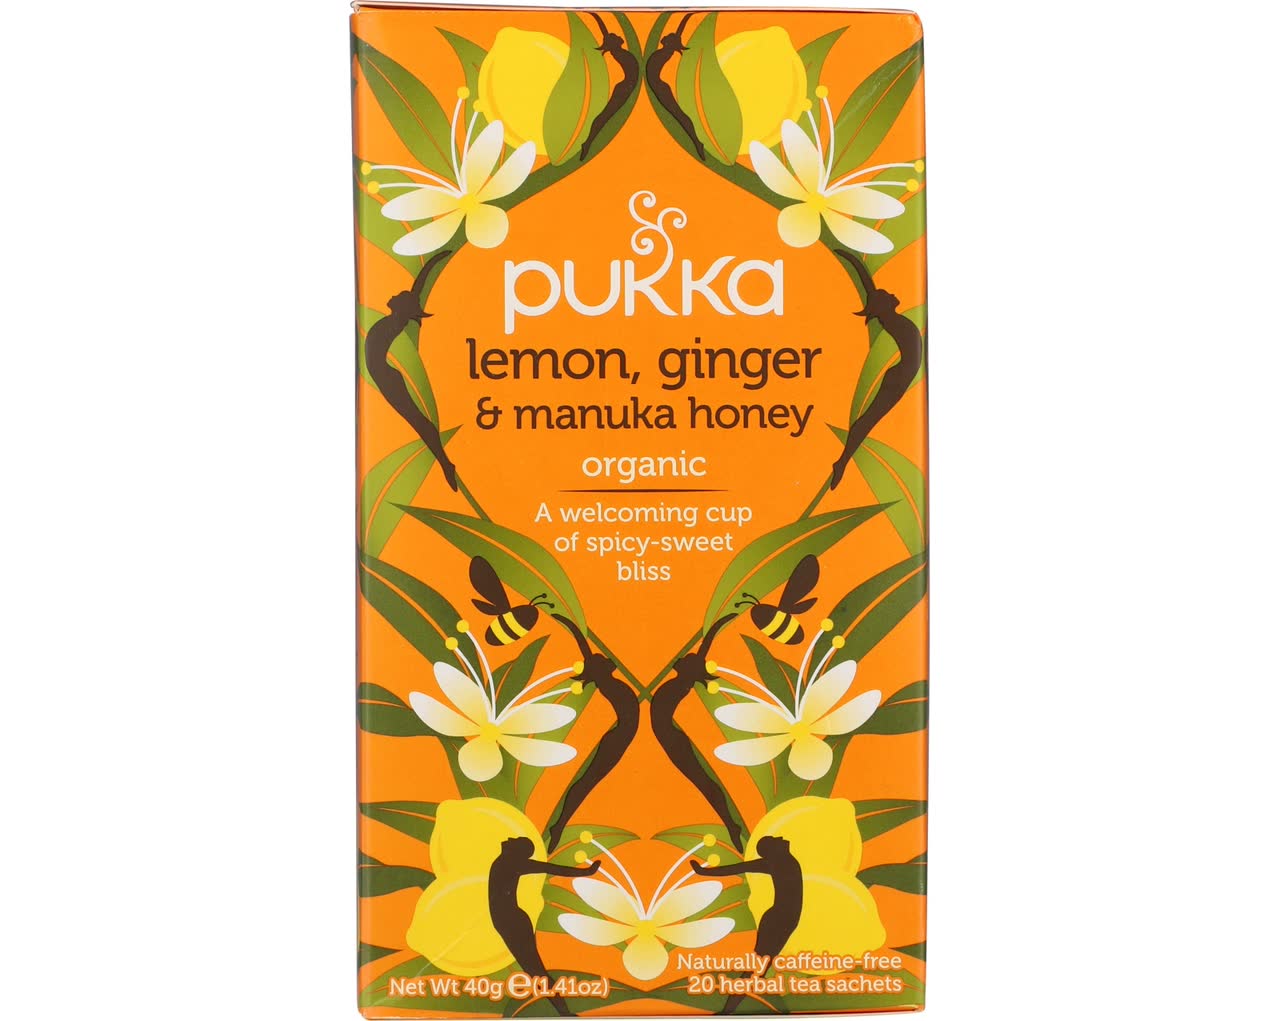 pukka
lemon, ginger
& manuka honey
organic
A welcoming cup
of spicy-sweet
bliss
Naturally caffeine-free
20 herbal tea sachets
Net Wt 40g ℮(1.41oz)